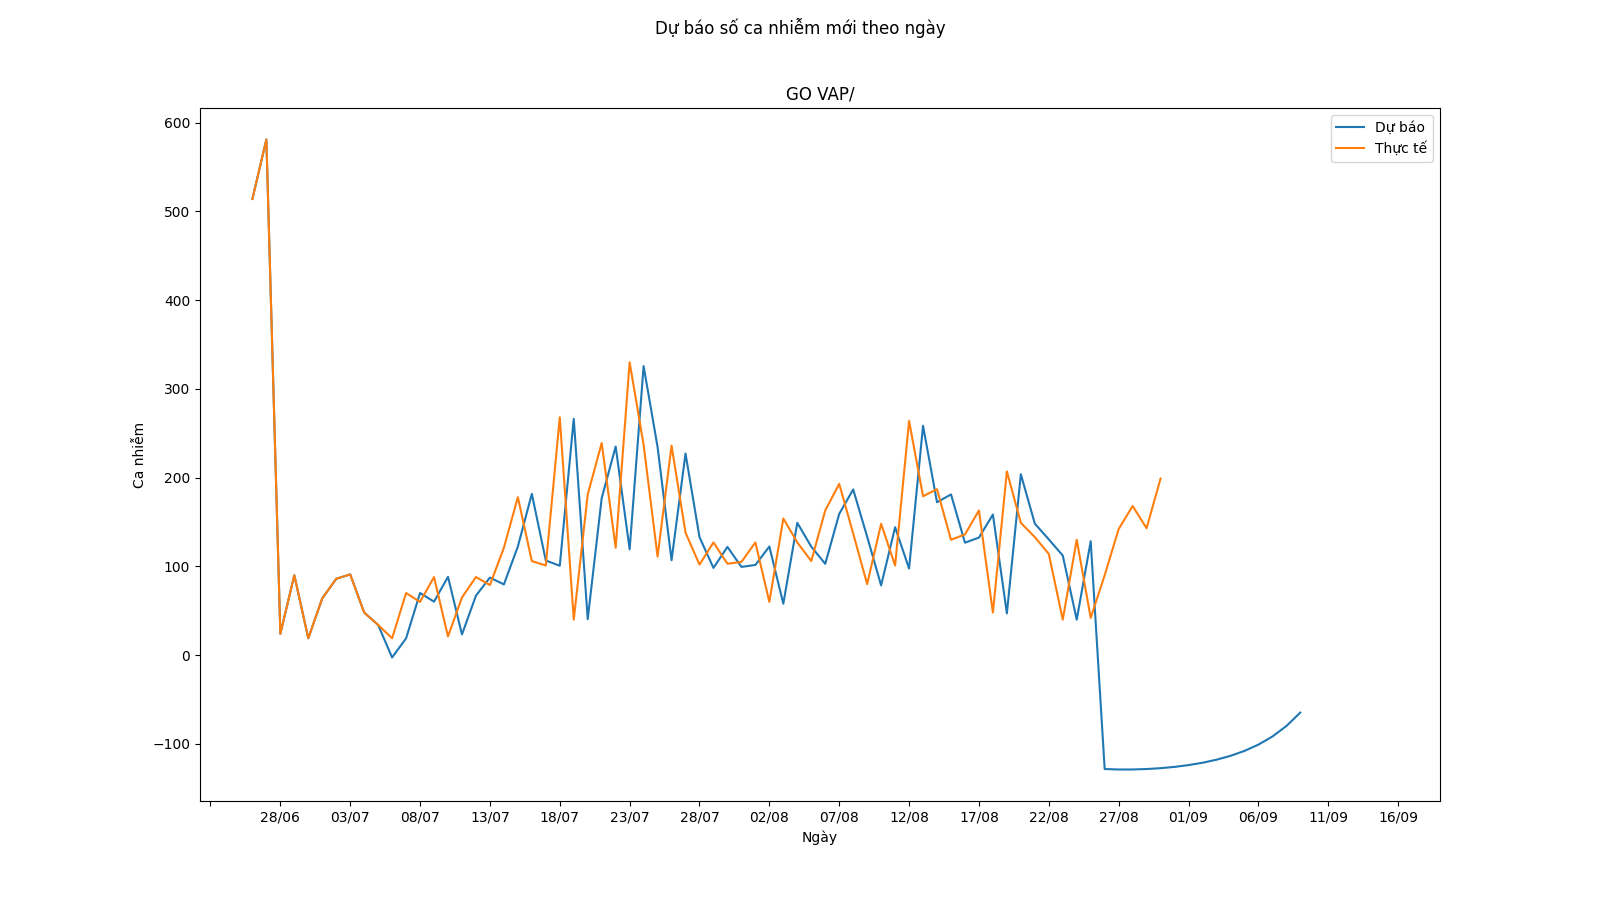 Dự báo số ca nhiễm mới theo ngày
GO VAP/
Dự báo
Thực tế
600
500
400
300
200
100
0
−100
Ca nhiễm
28/06 03/07 08/07 13/07 18/07 23/07 28/07 02/08 07/08 12/08 17/08 22/08 27/08 01/09 06/09 11/09 16/09
Ngày